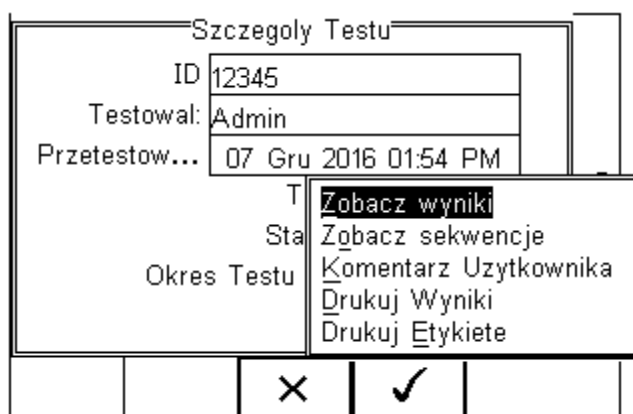 Szczegoly Testu
ID 12345
Testowal: Admin
Przetestow... 07 Gru 2016 01:54 PM
T
Sta
Okres Testu
Zobacz wyniki
Zobacz sekwencje
Komentarz Uzytkownika
Drukuj Wyniki
Drukuj Etykiete